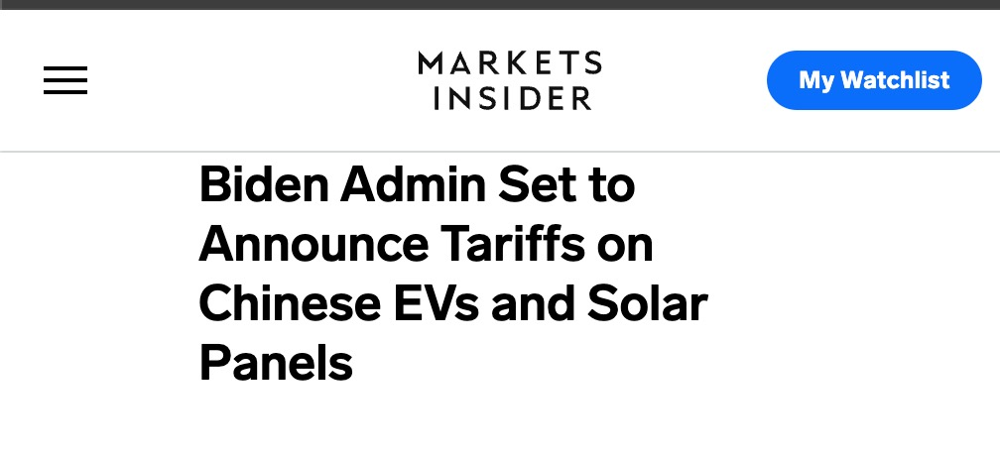 MARKETS
INSIDER
My Watchlist
Biden Admin Set to
Announce Tariffs on
Chinese EVs and Solar
Panels